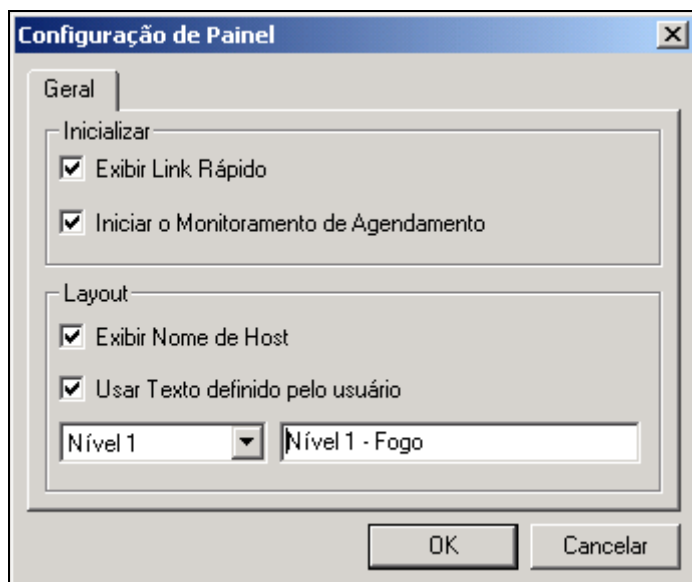 Configuração de Painel
Geral
Inicializar
Exibir Link Rápido
Iniciar o Monitoramento de Agendamento
Layout
Exibir Nome de Host
Usar Texto definido pelo usuário
Nível 1 Nível 1 - Fogo
OK Cancelar